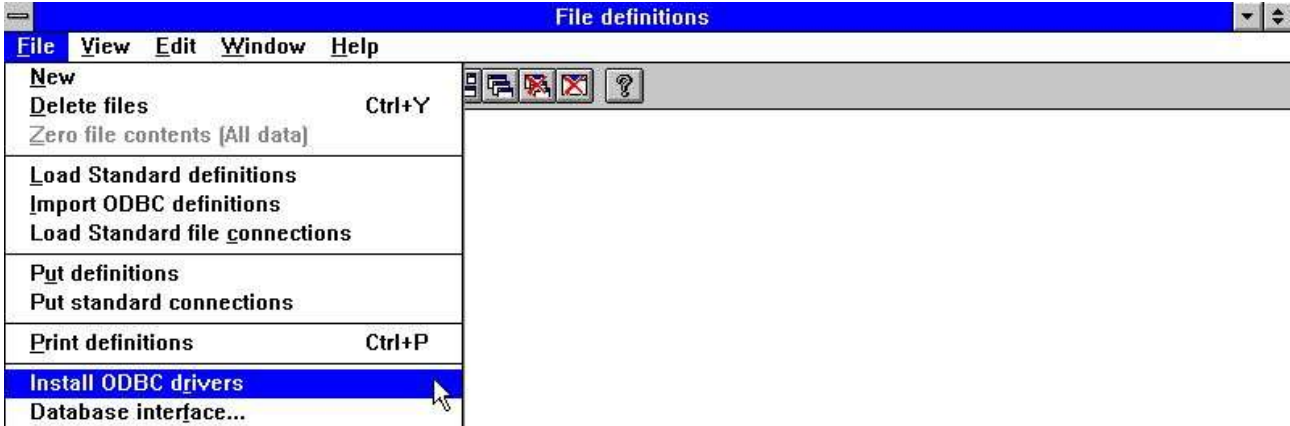 File definitions
File View Edit Window Help
New
Delete files Ctrl+Y
Zero file contents (All data)
Load Standard definitions
Import ODBC definitions
Load Standard file connections
Put definitions
Put standard connections
Print definitions Ctrl+P
Install ODBC drivers
Database interface...